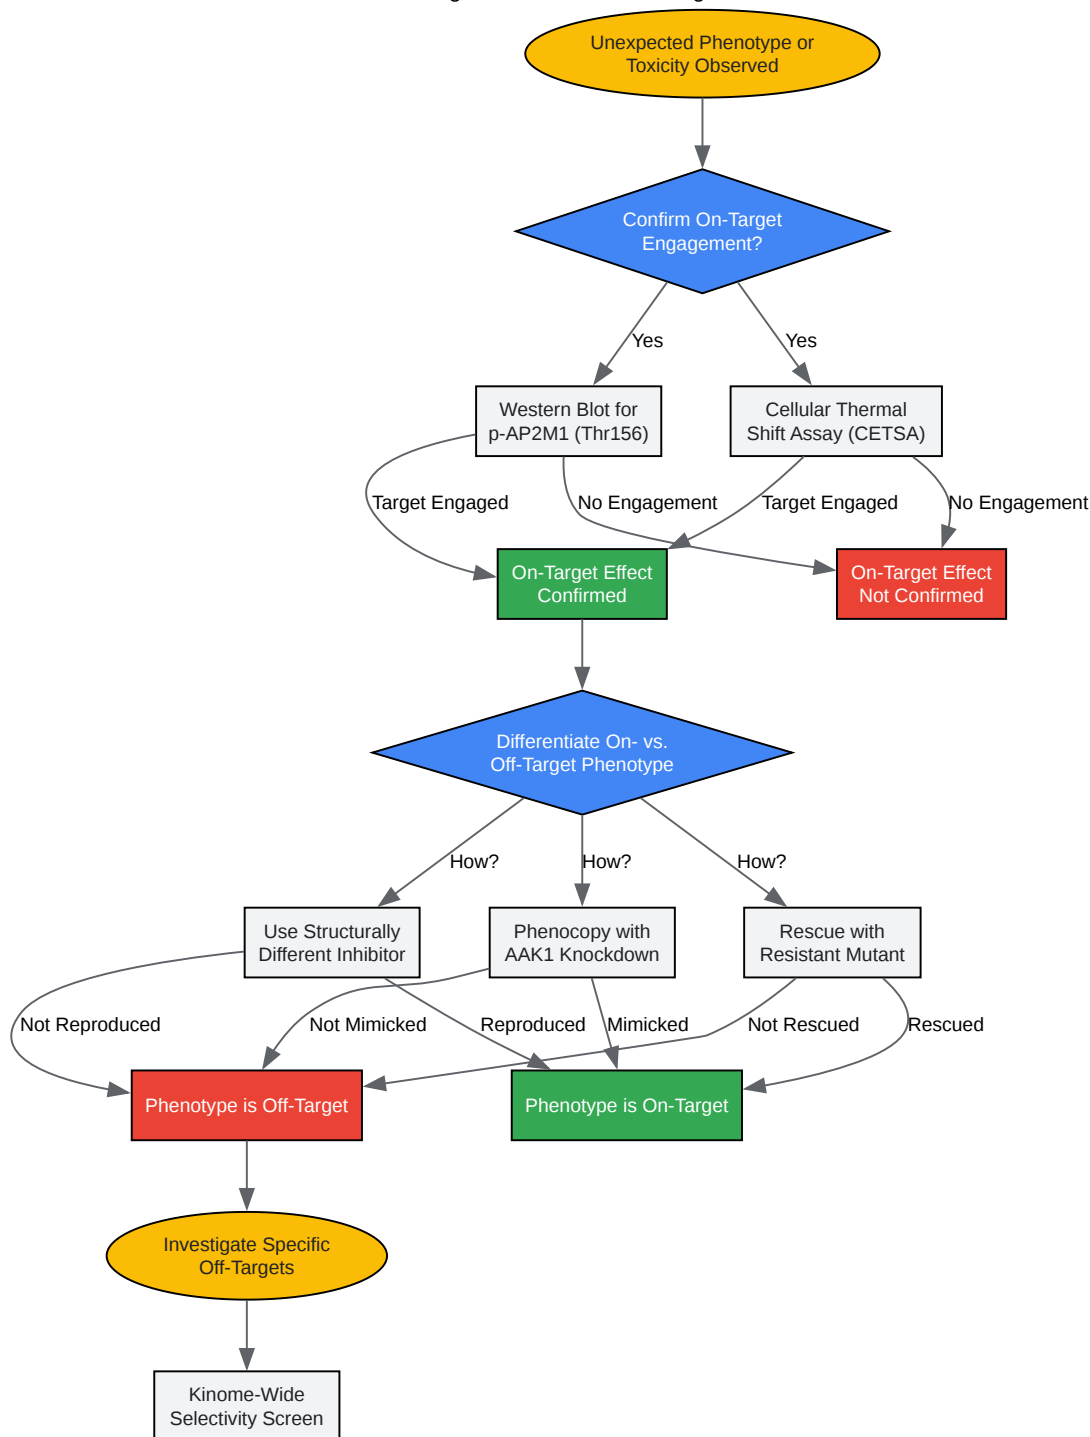 Unexpected Phenotype or
Toxicity Observed
Confirm On-Target
Engagement?
Yes
Yes
Western Blot for
p-AP2M1 (Thr156)
Cellular Thermal
Shift Assay (CETSA)
Target Engaged
No Engagement
Target Engaged
No Engagement
On-Target Effect
Confirmed
On-Target Effect
Not Confirmed
Differentiate On- vs.
Off-Target Phenotype
How?
How?
How?
Use Structurally
Different Inhibitor
Phenocopy with
AAK1 Knockdown
Rescue with
Resistant Mutant
Not Reproduced
Not Mimicked
Reproduced
Mimicked
Not Rescued
Rescued
Phenotype is Off-Target
Phenotype is On-Target
Investigate Specific
Off-Targets
Kinome-Wide
Selectivity Screen